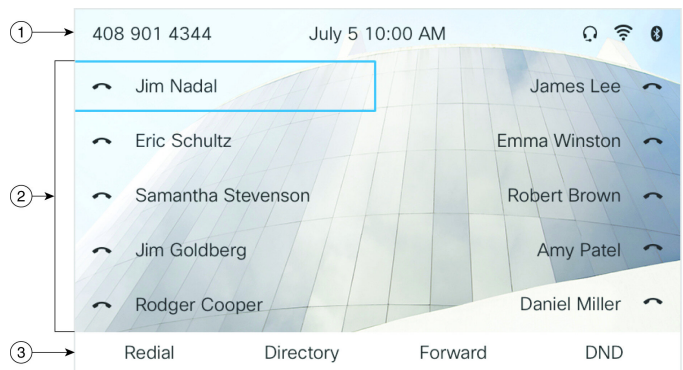 1 408 901 4344 July 5 10:00 AM
Jim Nadal James Lee
Eric Schultz Emma Winston
2 Samantha Stevenson Robert Brown
Jim Goldberg Amy Patel
Rodger Cooper Daniel Miller
3 Redial Directory Forward DND